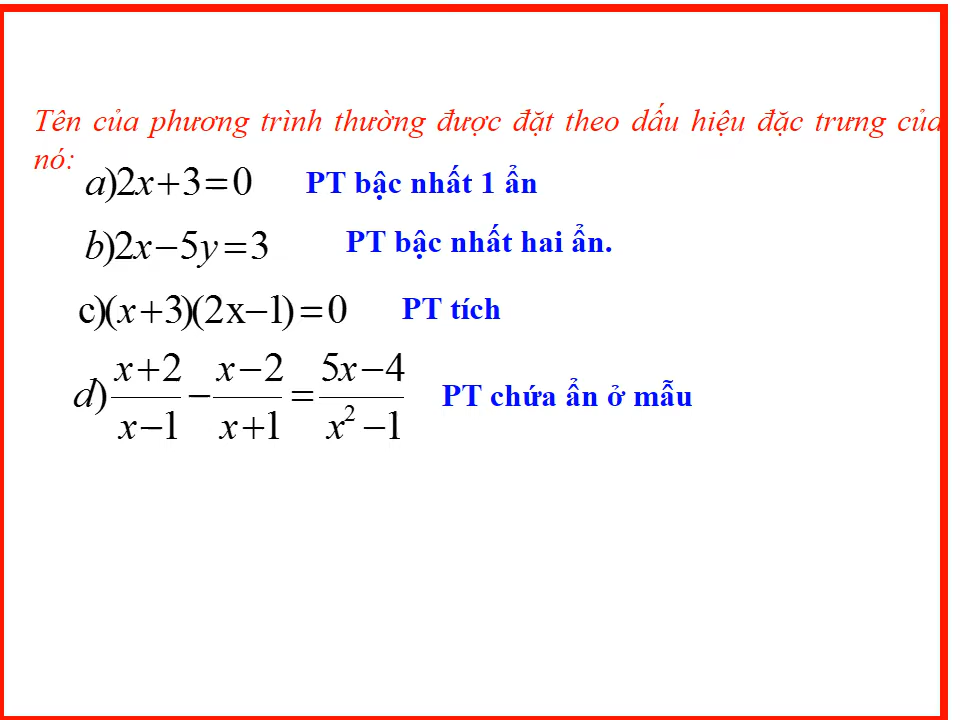 Tên của phương trình thường được đặt theo dấu hiệu đặc trưng của
nó:
a)2x+3=0 PT bậc nhất 1 ẩn
b)2x−5y=3 PT bậc nhất hai ẩn.
c)(x+3)(2x−1)=0 PT tích
d) (x+2)/(x−1) − (x−2)/(x+1) = (5x−4)/(x²−1) PT chứa ẩn ở mẫu